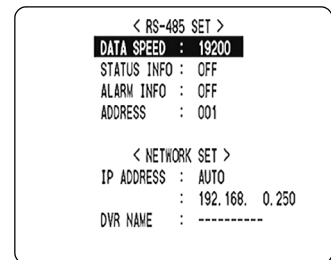 < RS-485 SET >
DATA SPEED : 19200
STATUS INFO : OFF
ALARM INFO : OFF
ADDRESS : 001
< NETWORK SET >
IP ADDRESS : AUTO
: 192.168. 0.250
DVR NAME : ----------